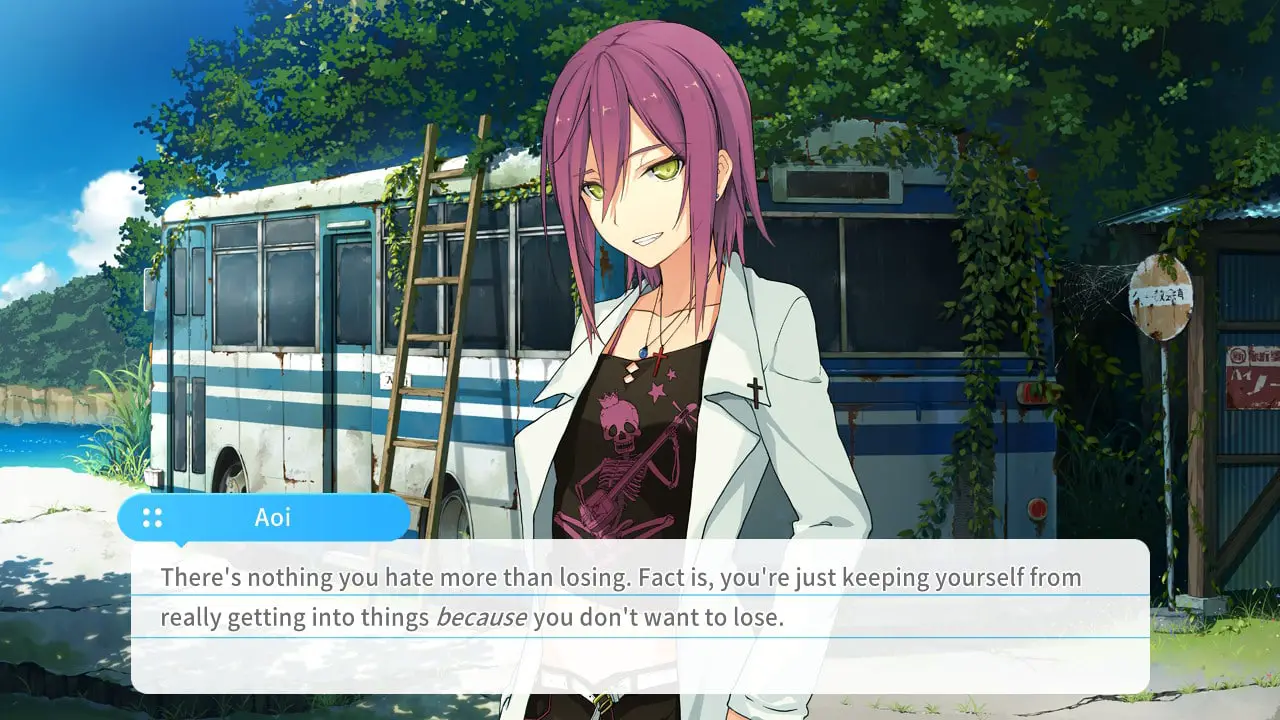 Aoi
There's nothing you hate more than losing. Fact is, you're just keeping yourself from
really getting into things because you don't want to lose.